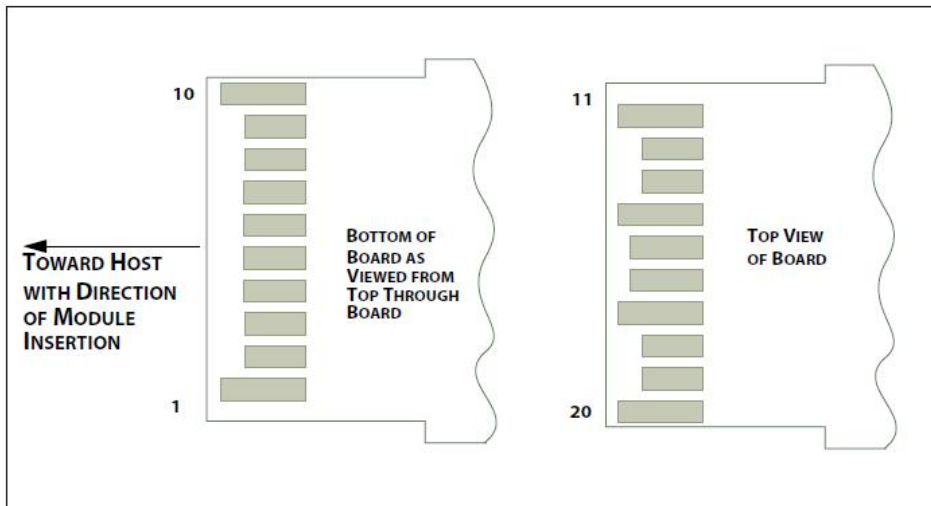 10
1
TOWARD HOST
WITH DIRECTION
OF MODULE
INSERTION
BOTTOM OF
BOARD AS
VIEWED FROM
TOP THROUGH
BOARD
11
20
TOP VIEW
OF BOARD